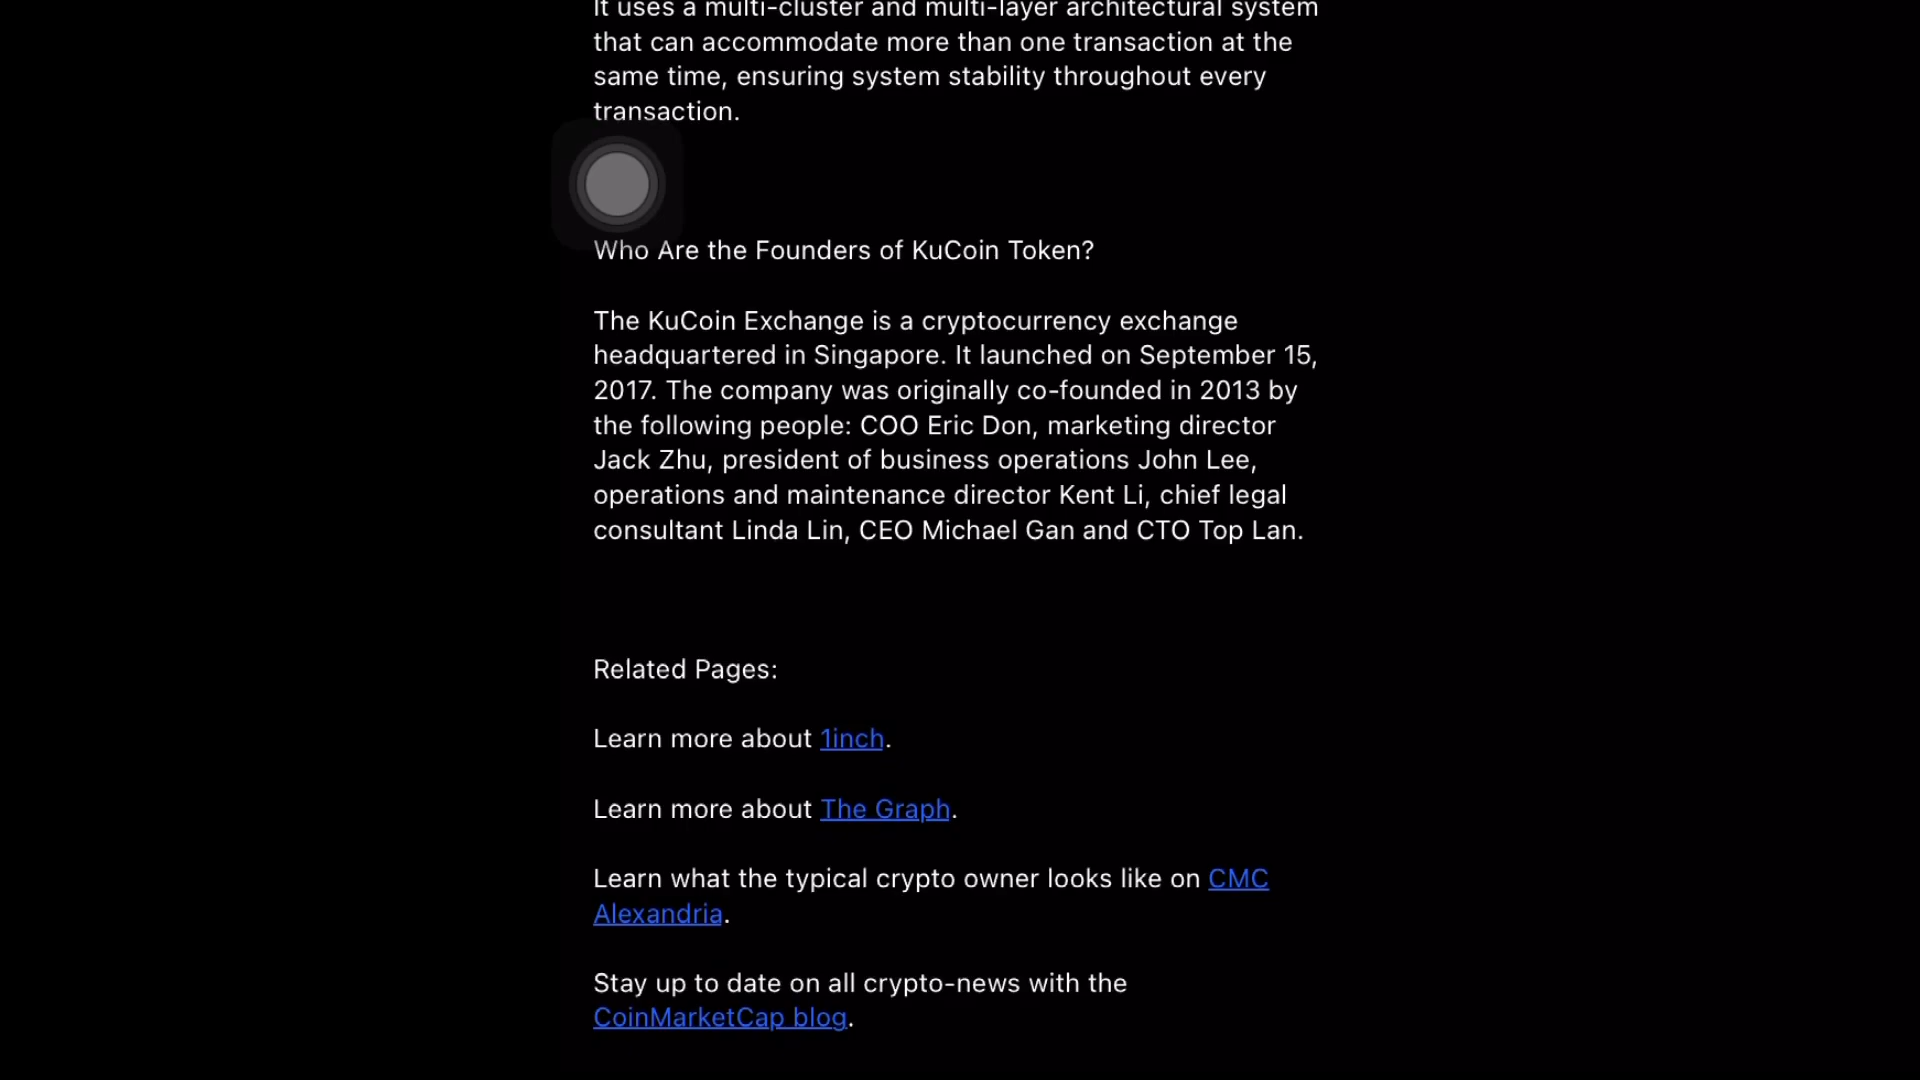 It uses a multi-cluster and multi-layer architectural system
that can accommodate more than one transaction at the
same time, ensuring system stability throughout every
transaction.
Who Are the Founders of KuCoin Token?
The KuCoin Exchange is a cryptocurrency exchange
headquartered in Singapore. It launched on September 15,
2017. The company was originally co-founded in 2013 by
the following people: COO Eric Don, marketing director
Jack Zhu, president of business operations John Lee,
operations and maintenance director Kent Li, chief legal
consultant Linda Lin, CEO Michael Gan and CTO Top Lan.
Related Pages:
Learn more about 1inch.
Learn more about The Graph.
Learn what the typical crypto owner looks like on CMC
Alexandria.
Stay up to date on all crypto-news with the
CoinMarketCap blog.